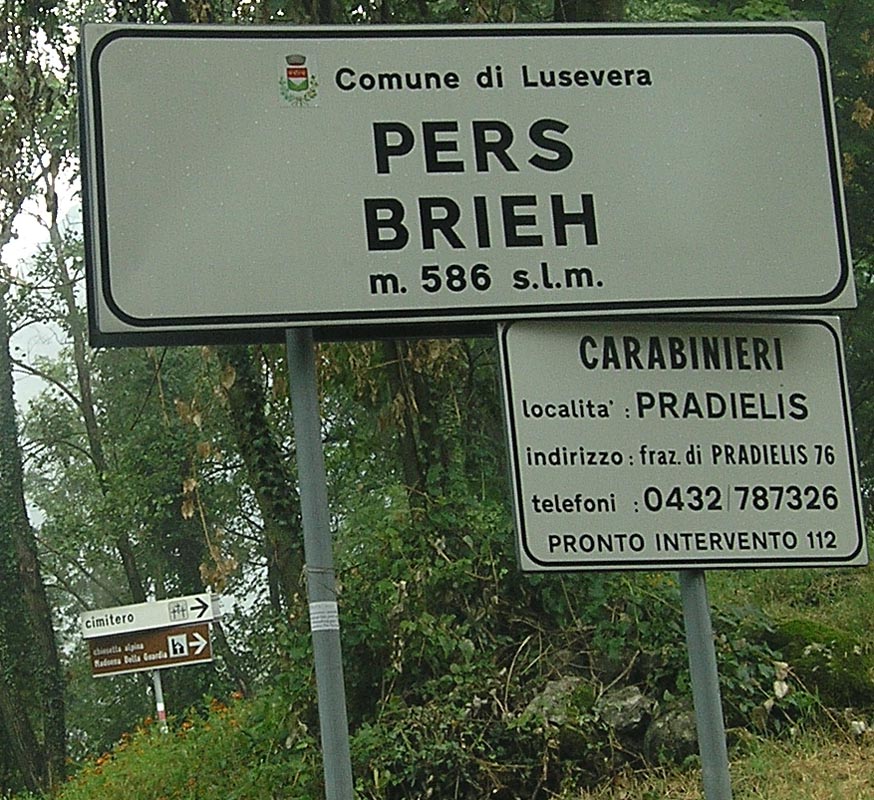 Comune di Lusevera
PERS
BRIEH
m. 586 s.l.m.
CARABINIERI
localita' : PRADIELIS
indirizzo : fraz. di PRADIELIS 76
telefoni : 0432 | 787326
PRONTO INTERVENTO 112
cimitero
chiesetta alpina
Madonna Della Guardia